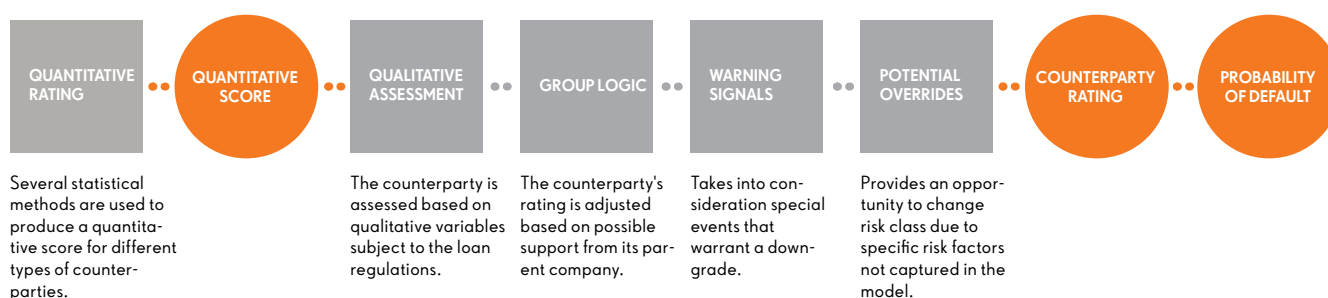 QUANTITATIVE
RATING
QUANTITATIVE
SCORE
QUALITATIVE
ASSESSMENT
GROUP LOGIC
WARNING
SIGNALS
POTENTIAL
OVERRIDES
COUNTERPARTY
RATING
PROBABILITY
OF DEFAULT
Several statistical
methods are used to
produce a quantita-
tive score for different
types of counter-
parties.
The counterparty is
assessed based on
qualitative variables
subject to the loan
regulations.
The counterparty's
rating is adjusted
based on possible
support from its par-
ent company.
Takes into con-
sideration special
events that
warrant a down-
grade.
Provides an oppor-
tunity to change
risk class due to
specific risk factors
not captured in the
model.